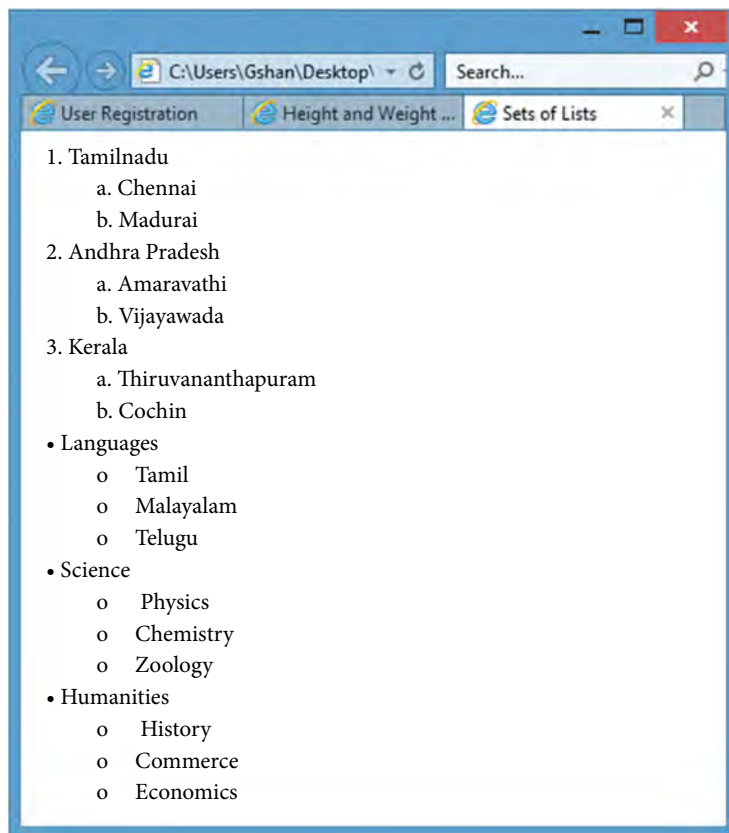 C:\Users\Gshan\Desktop\
Search...
User Registration
Height and Weight ...
Sets of Lists
1. Tamilnadu
a. Chennai
b. Madurai
2. Andhra Pradesh
a. Amaravathi
b. Vijayawada
3. Kerala
a. Thiruvananthapuram
b. Cochin
• Languages
o Tamil
o Malayalam
o Telugu
• Science
o Physics
o Chemistry
o Zoology
• Humanities
o History
o Commerce
o Economics